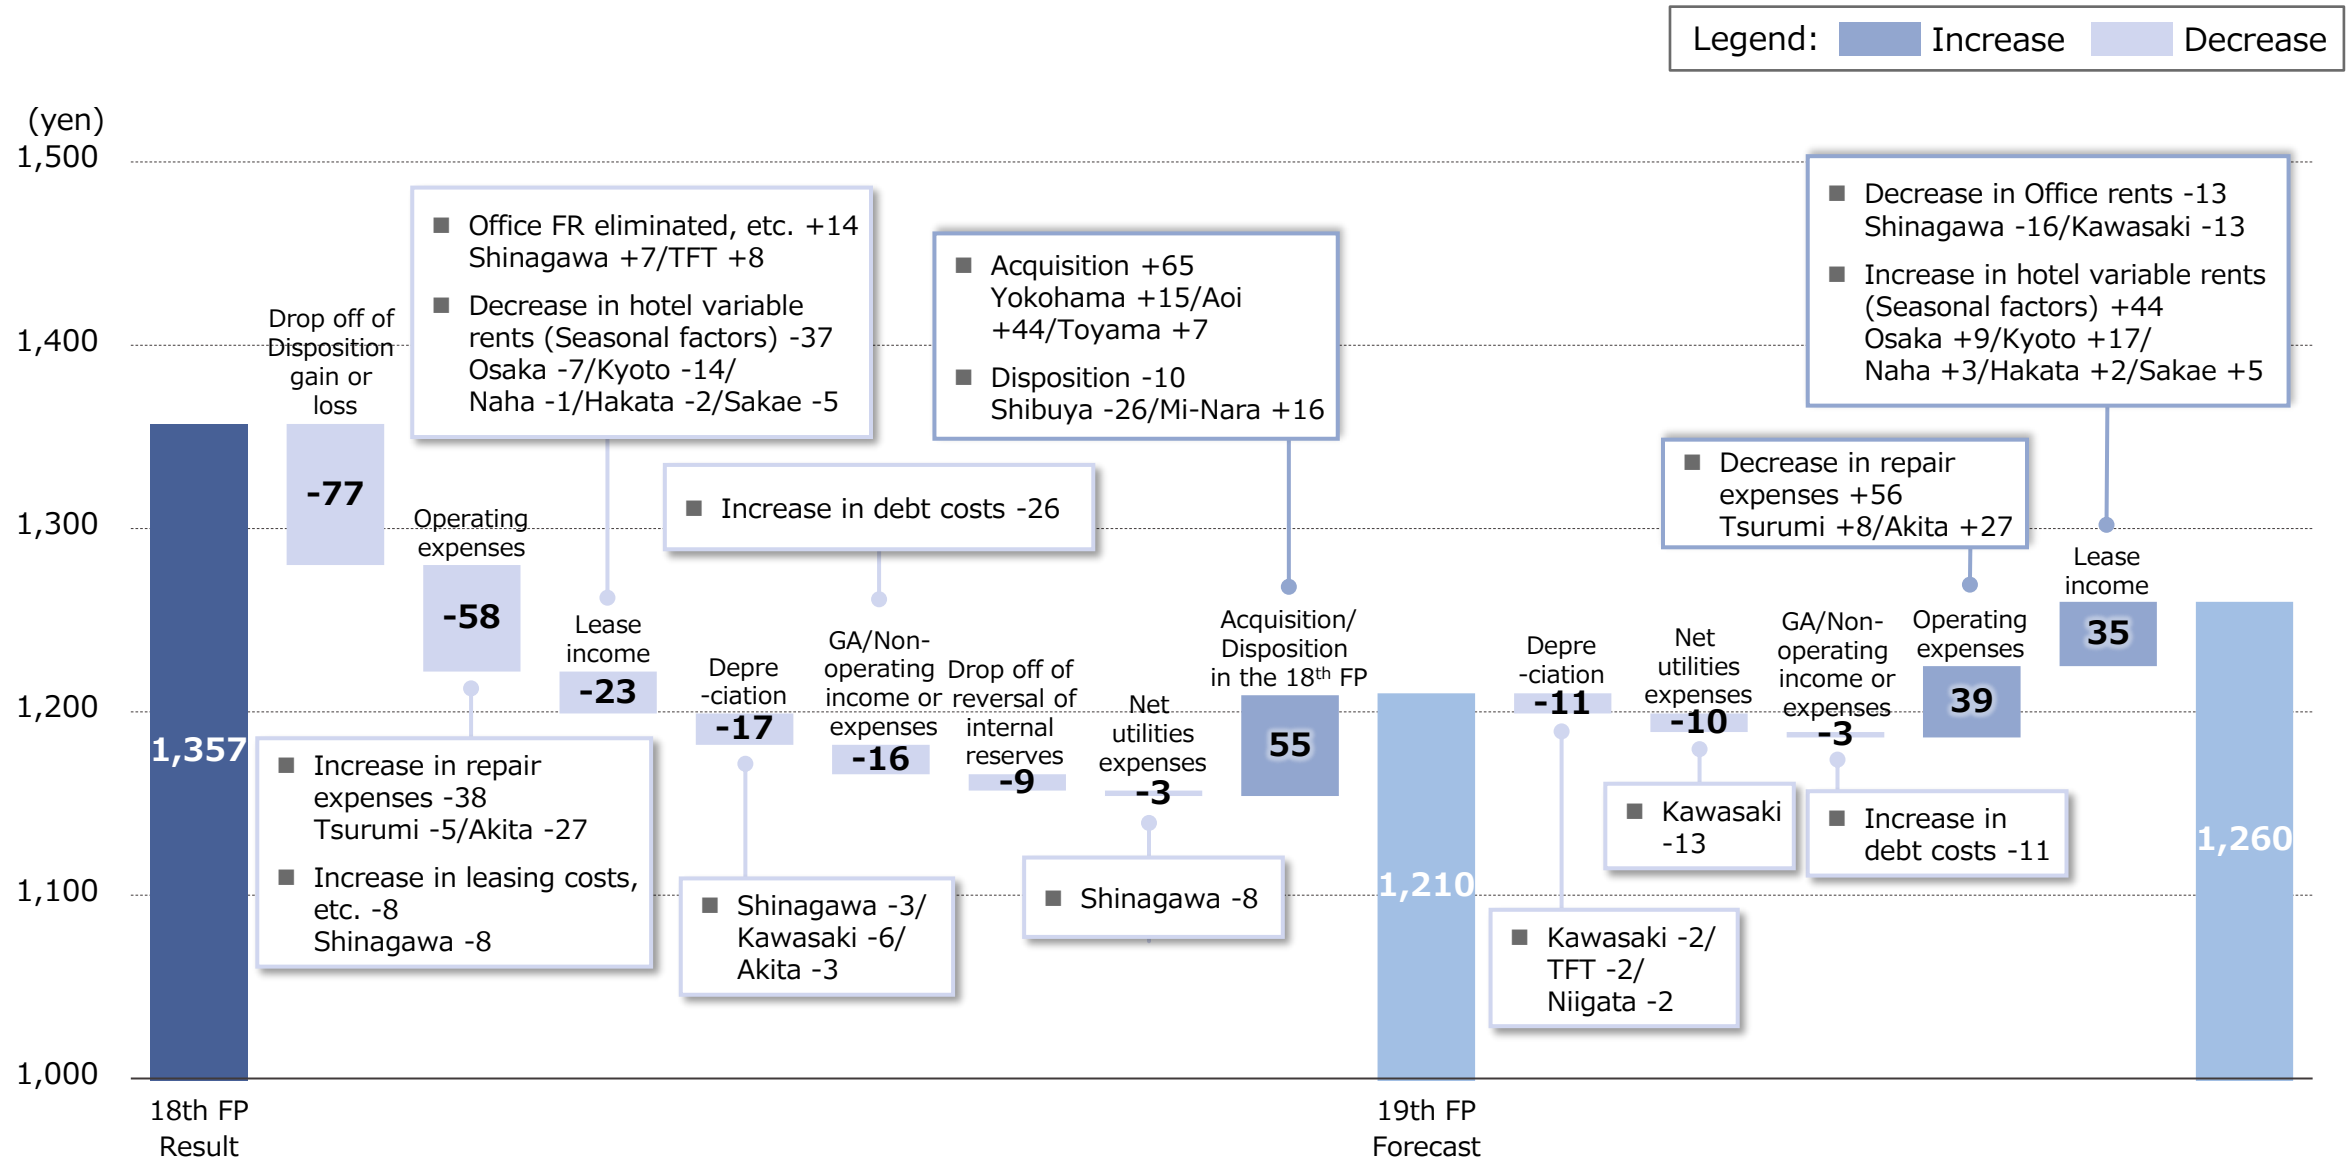 Legend: Increase Decrease
(yen)
1,500
1,400
1,300
1,200
1,100
1,000
1,357
18th FP
Result
Drop off of
Disposition
gain or
loss
-77
Operating
expenses
-58
■ Increase in repair
expenses -38
Tsurumi -5/Akita -27
■ Increase in leasing costs,
etc. -8
Shinagawa -8
■ Office FR eliminated, etc. +14
Shinagawa +7/TFT +8
■ Decrease in hotel variable
rents (Seasonal factors) -37
Osaka -7/Kyoto -14/
Naha -1/Hakata -2/Sakae -5
Lease
income
-23
Depre
-ciation
-17
■ Shinagawa -3/
Kawasaki -6/
Akita -3
■ Increase in debt costs -26
GA/Non-
operating
income or
expenses
-16
Drop off of
reversal of
internal
reserves
-9
Net
utilities
expenses
-3
■ Shinagawa -8
■ Acquisition +65
Yokohama +15/Aoi
+44/Toyama +7
■ Disposition -10
Shibuya -26/Mi-Nara +16
Acquisition/
Disposition
in the 18th FP
55
1,210
19th FP
Forecast
Depre
-ciation
-11
■ Kawasaki -2/
TFT -2/
Niigata -2
Net
utilities
expenses
-10
■ Kawasaki
-13
GA/Non-
operating
income or
expenses
-3
■ Increase in
debt costs -11
■ Decrease in repair
expenses +56
Tsurumi +8/Akita +27
Operating
expenses
39
■ Decrease in Office rents -13
Shinagawa -16/Kawasaki -13
■ Increase in hotel variable rents
(Seasonal factors) +44
Osaka +9/Kyoto +17/
Naha +3/Hakata +2/Sakae +5
Lease
income
35
1,260